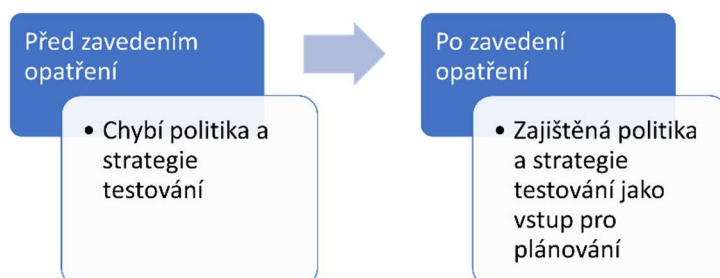 Před zavedením
opatření
• Chybí politika a
strategie
testování
Po zavedení
opatření
• Zajištěná politika
a strategie
testování jako
vstup pro
plánování